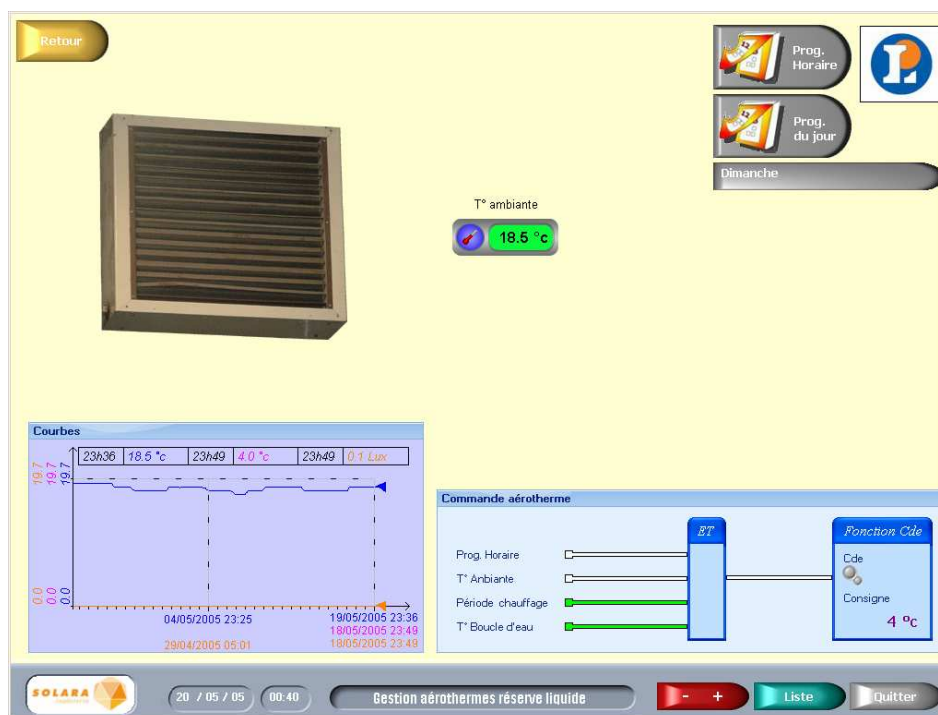 Retour
Prog.
Horaire
Prog.
du jour
Dimanche
T° ambiante
18.5 °c
Courbes
23h36 18.5 °c 23h49 4.0 °c 23h49 0.1 Lux
19.7 19.7 19.7
0.0 0.0 0.0
04/05/2005 23:25 19/05/2005 23:36
18/05/2005 23:49
29/04/2005 05:01 18/05/2005 23:49
Commande aérotherme
ET
Fonction Cde
Prog. Horaire
T° Anbiante
Période chauffage
T° Boucle d'eau
Cde
Consigne
4 °c
SOLARA
20 / 05 / 05 00:40 Gestion aérothermes réserve liquide - + Liste Quitter